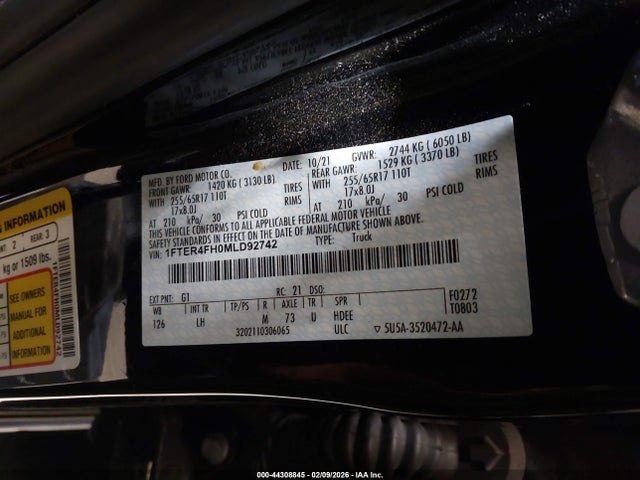 MFD. BY FORD MOTOR CO.
DATE: 10/21
GVWR: 2744 KG ( 6050 LB)
FRONT GAWR: 1420 KG ( 3130 LB)
REAR GAWR: 1529 KG ( 3370 LB)
WITH 255/65R17 110T TIRES
17x8.0J RIMS
WITH 255/65R17 110T TIRES
17x8.0J RIMS
AT 210 kPa/ 30 PSI COLD
AT 210 kPa/ 30 PSI COLD
THIS VEHICLE CONFORMS TO ALL APPLICABLE FEDERAL MOTOR VEHICLE
SAFETY STANDARDS IN EFFECT ON THE DATE OF MANUFACTURE SHOWN ABOVE.
VIN: 1FTER4FH0MLD92742
TYPE: Truck
EXT PNT: GT RC: 21 DSO:
WB INT TR TP/PS R AXLE TR SPR
126 LH M 73 U HDEE
F0272
T0803
3202110306065 ULC
▽ 5U5A-3520472-AA
G INFORMATION
NT: 2 REAR: 3
kg or 1509 lbs.
SEE OWNERS
MANUAL FOR
ADDITIONAL
INFORMATION
1FTER4FH0MLD92742
000-44308845 - 02/09/2026 - IAA Inc.